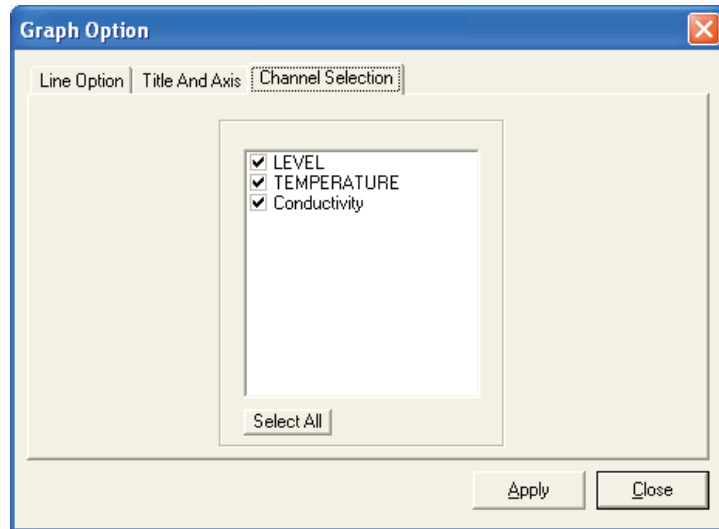 Graph Option
Line Option Title And Axis Channel Selection
LEVEL
TEMPERATURE
Conductivity
Select All
Apply Close